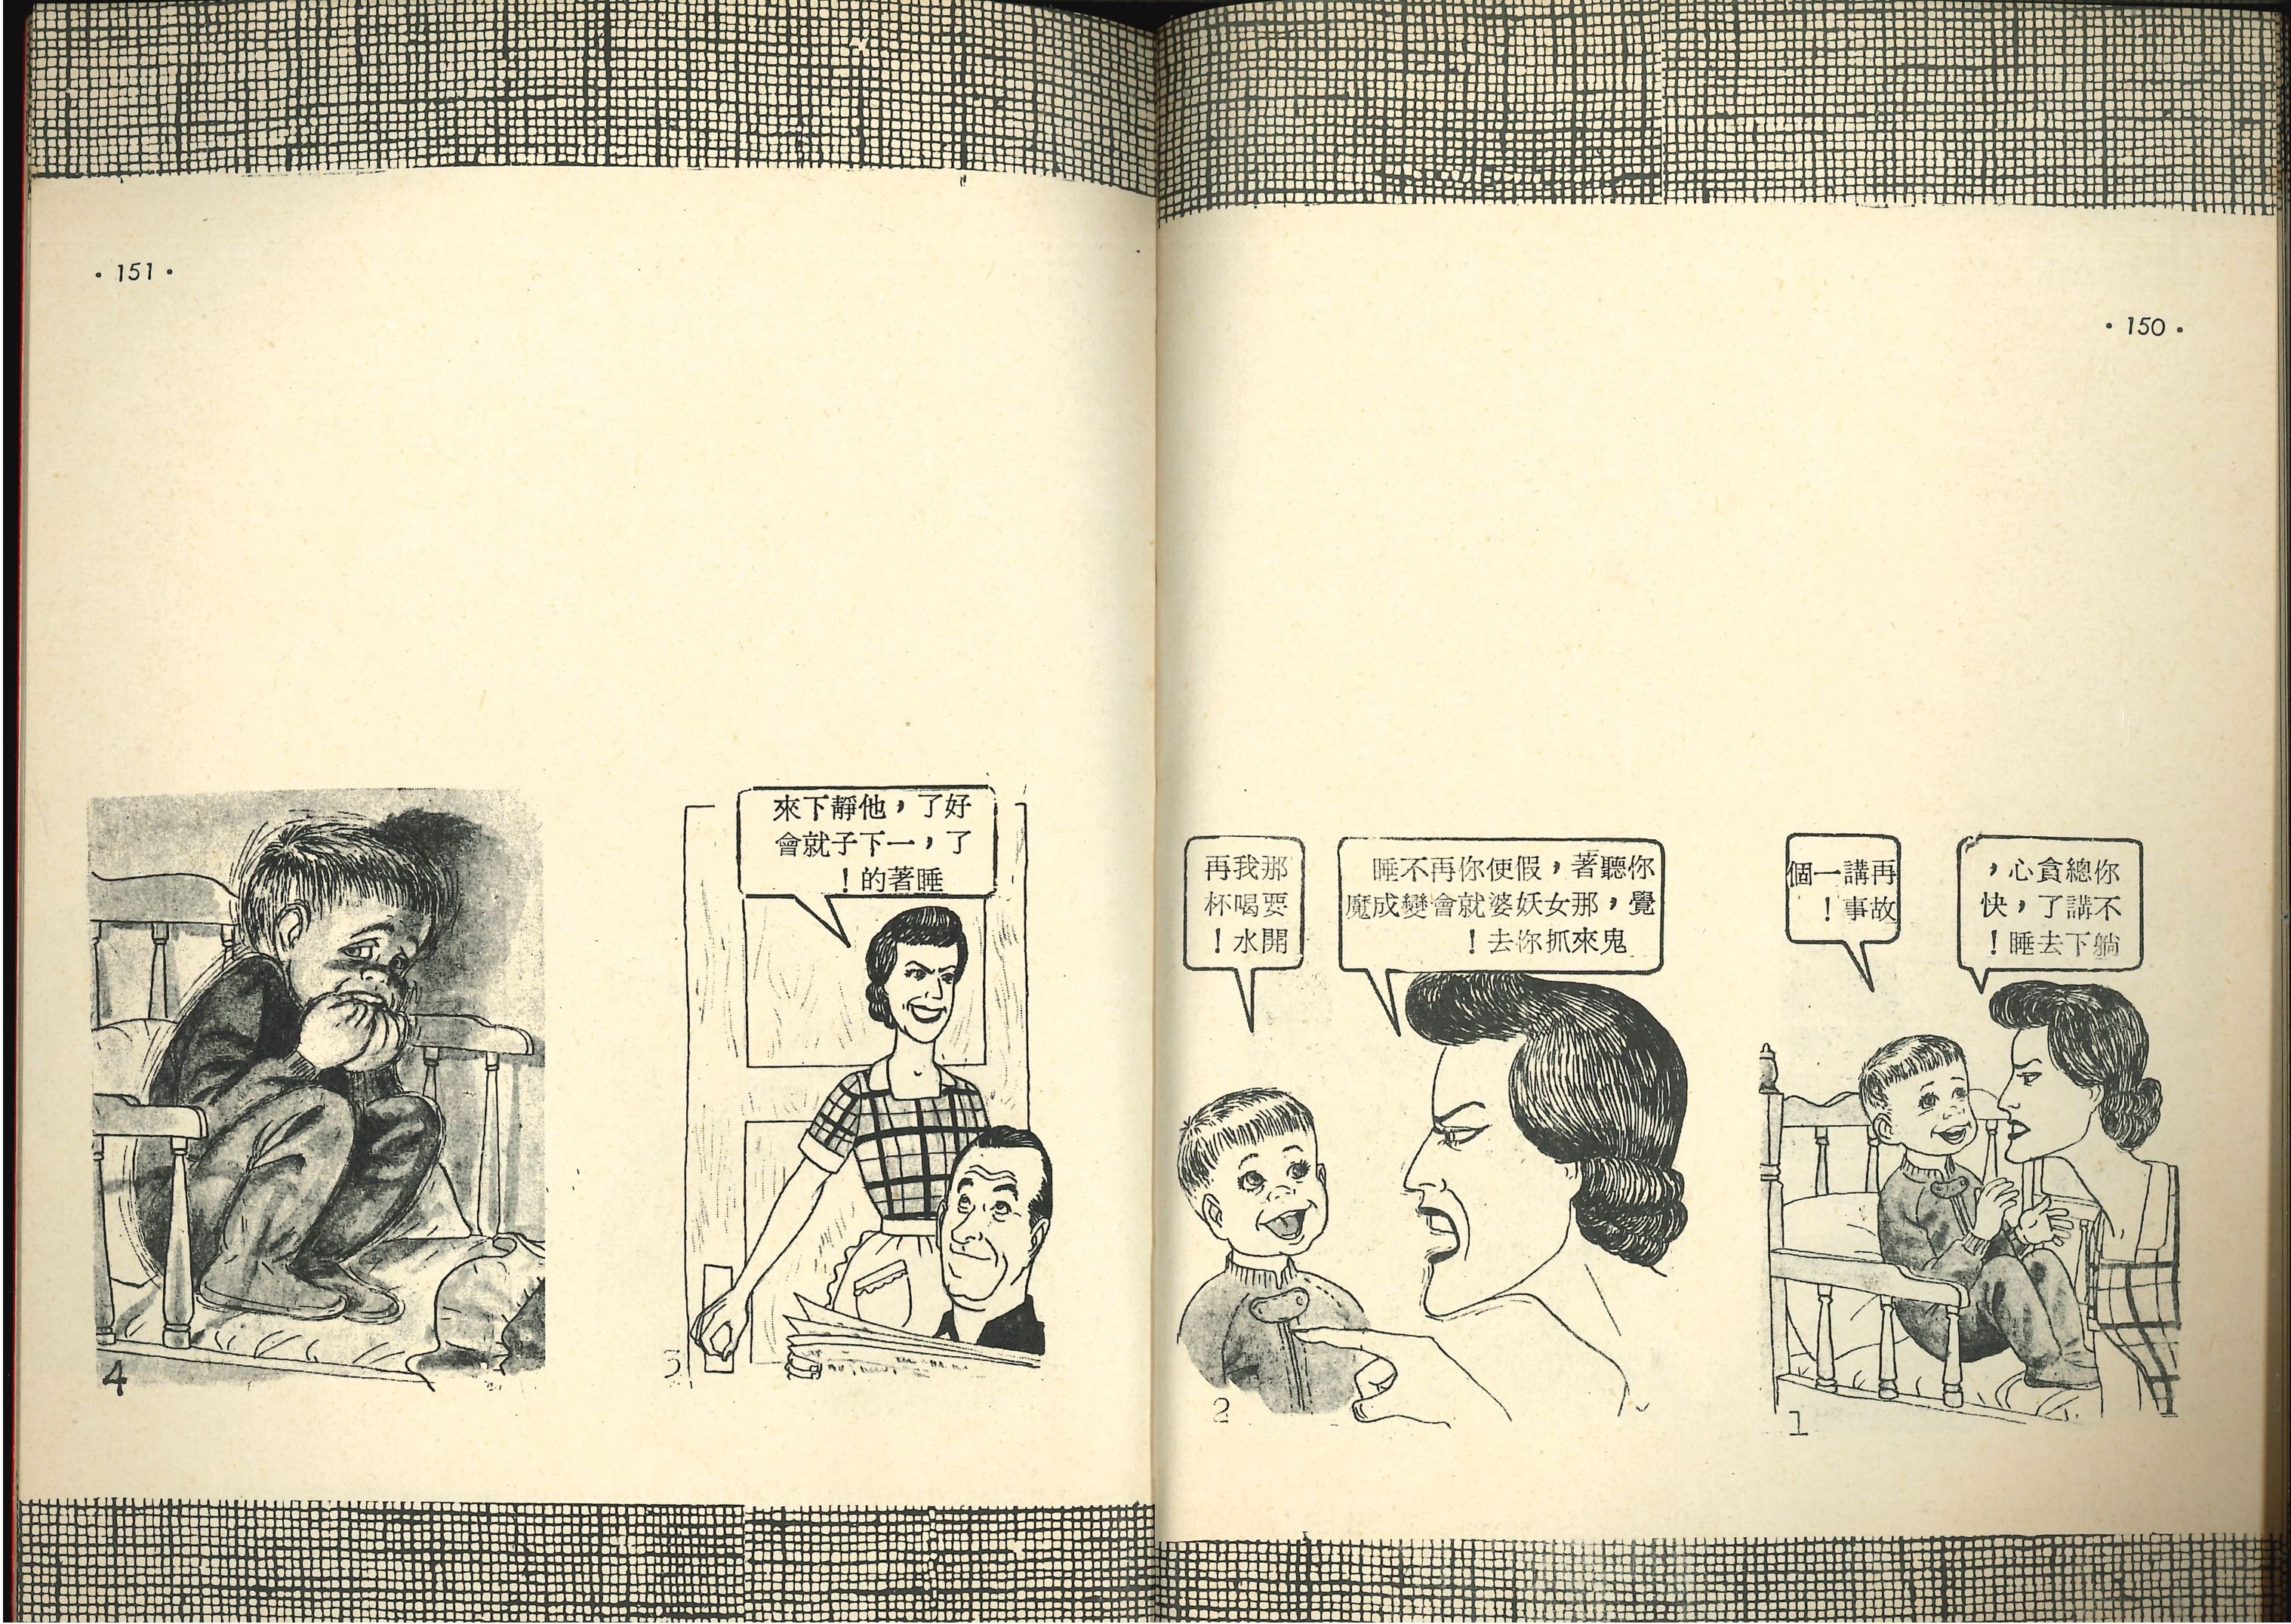 · 150 ·
你總貪心，
不講了，快
躺下去睡！
再講一個
故事！
1
你聽著，假使你再不睡
覺，那女妖婆就會變成魔
鬼來抓你去！
那我再
要喝杯
開水！
2
· 151 ·
好了，他靜下來
了，一下子就會
睡著的！
3
4